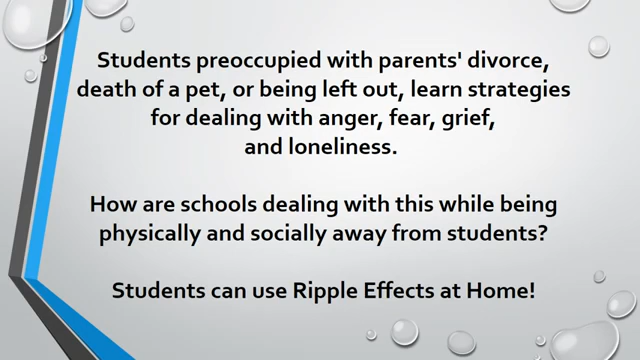 Students preoccupied with parents' divorce,
death of a pet, or being left out, learn strategies
for dealing with anger, fear, grief,
and loneliness.
How are schools dealing with this while being
physically and socially away from students?
Students can use Ripple Effects at Home!